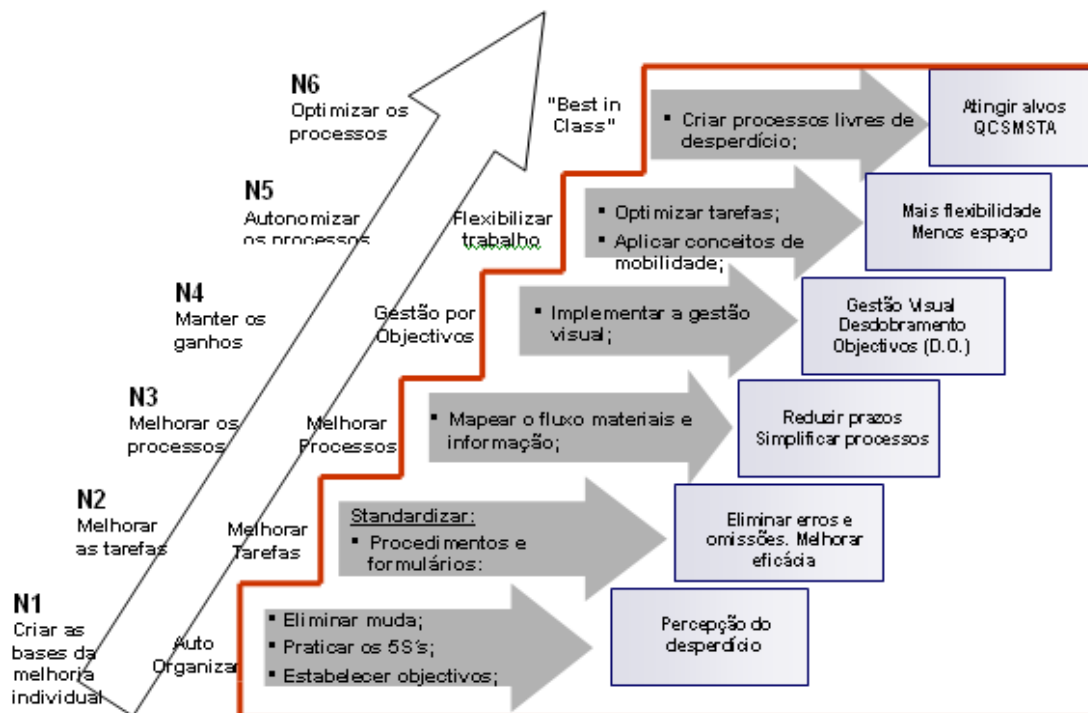 N6
Optimizar os
processos
"Best in
Class"
▪ Criar processos livres de
desperdício;
Atingir alvos
QCSMSTA
N5
Autonomizar
os processos
Flexibilizar
trabalho
▪ Optimizar tarefas;
▪ Aplicar conceitos de
mobilidade;
Mais flexibilidade
Menos espaço
N4
Manter os
ganhos
Gestão por
Objectivos
▪ Implementar a gestão
visual;
Gestão Visual
Desdobramento
Objectivos (D.O.)
N3
Melhorar os
processos
Melhorar
Processos
▪ Mapear o fluxo materiais e
informação;
Reduzir prazos
Simplificar processos
N2
Melhorar
as tarefas
Melhorar
Tarefas
Standardizar:
▪ Procedimentos e
formulários:
Eliminar erros e
omissões. Melhorar
eficácia
N1
Criar as
bases da
melhoria
individual
Auto
Organizar
▪ Eliminar muda;
▪ Praticar os 5S´s;
▪ Estabelecer objectivos;
Percepção do
desperdício